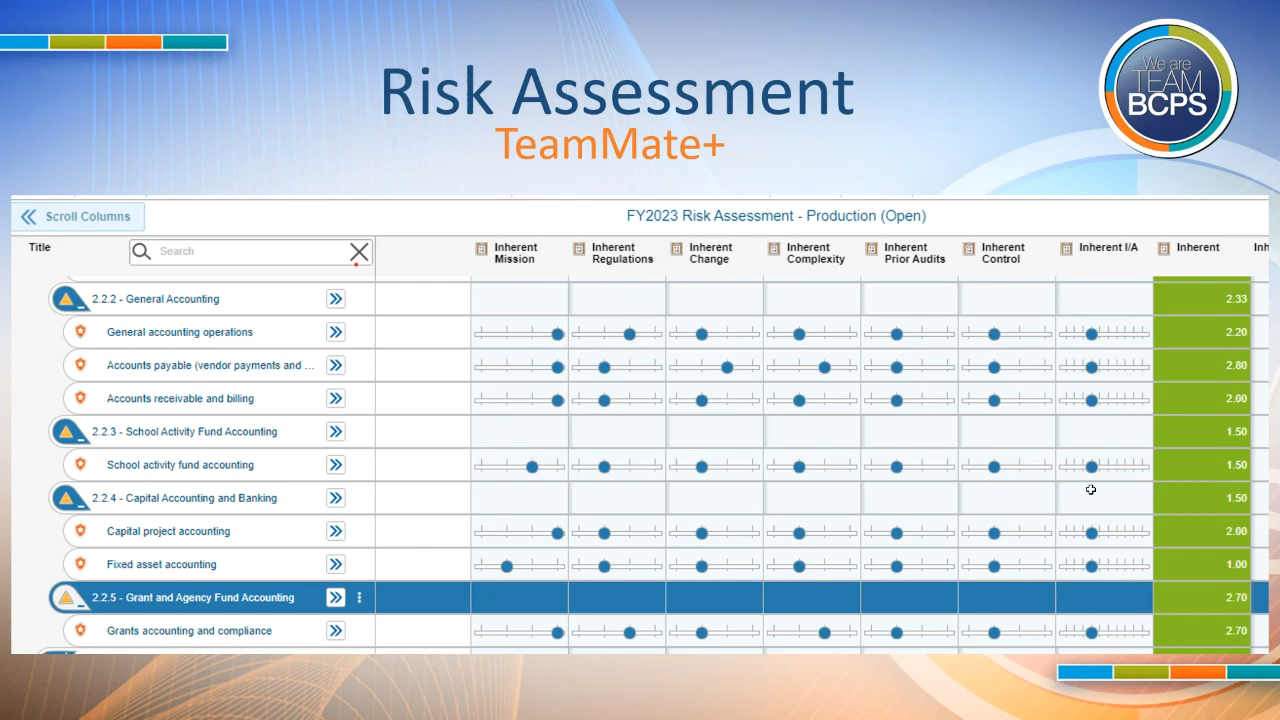 We are
TEAM
BCPS
Risk Assessment
TeamMate+
Scroll Columns
FY2023 Risk Assessment - Production (Open)
Title
Search
Inherent Mission
Inherent Regulations
Inherent Change
Inherent Complexity
Inherent Prior Audits
Inherent Control
Inherent I/A
Inherent
Inh
2.2.2 - General Accounting 2.33
General accounting operations 2.20
Accounts payable (vendor payments and ... 2.80
Accounts receivable and billing 2.00
2.2.3 - School Activity Fund Accounting 1.50
School activity fund accounting 1.50
2.2.4 - Capital Accounting and Banking 1.50
Capital project accounting 2.00
Fixed asset accounting 1.00
2.2.5 - Grant and Agency Fund Accounting 2.70
Grants accounting and compliance 2.70